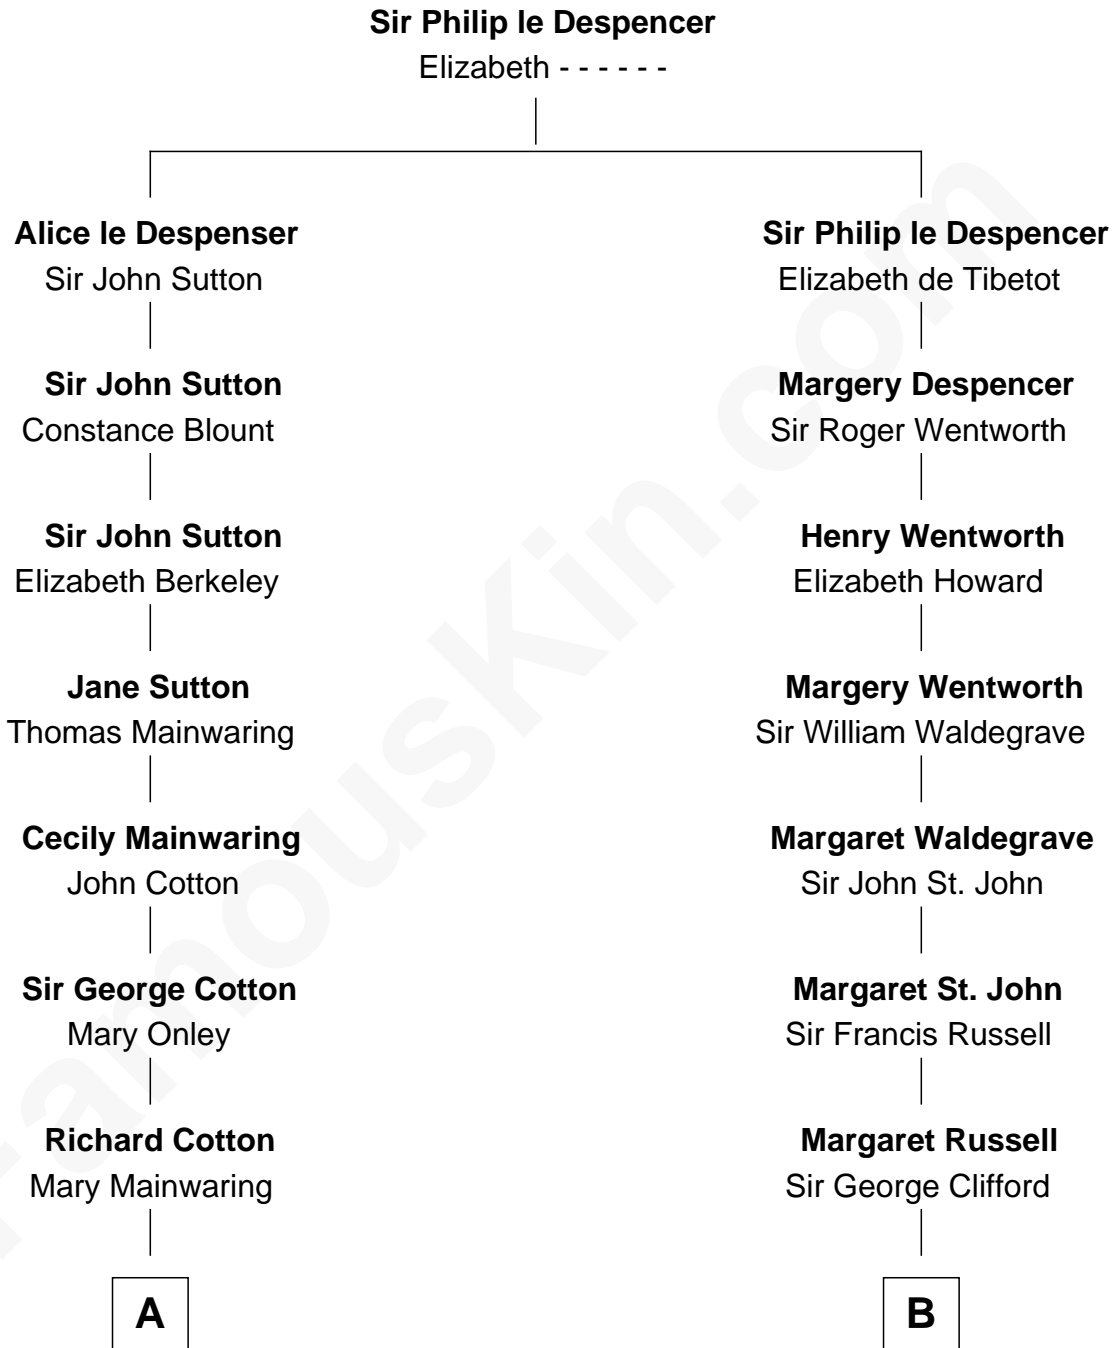 Sir Philip le Despencer
Elizabeth - - - - - -
Alice le Despenser
Sir John Sutton
Sir John Sutton
Constance Blount
Sir John Sutton
Elizabeth Berkeley
Jane Sutton
Thomas Mainwaring
Cecily Mainwaring
John Cotton
Sir George Cotton
Mary Onley
Richard Cotton
Mary Mainwaring
A
Sir Philip le Despencer
Elizabeth de Tibetot
Margery Despencer
Sir Roger Wentworth
Henry Wentworth
Elizabeth Howard
Margery Wentworth
Sir William Waldegrave
Margaret Waldegrave
Sir John St. John
Margaret St. John
Sir Francis Russell
Margaret Russell
Sir George Clifford
B
FamousKin.com